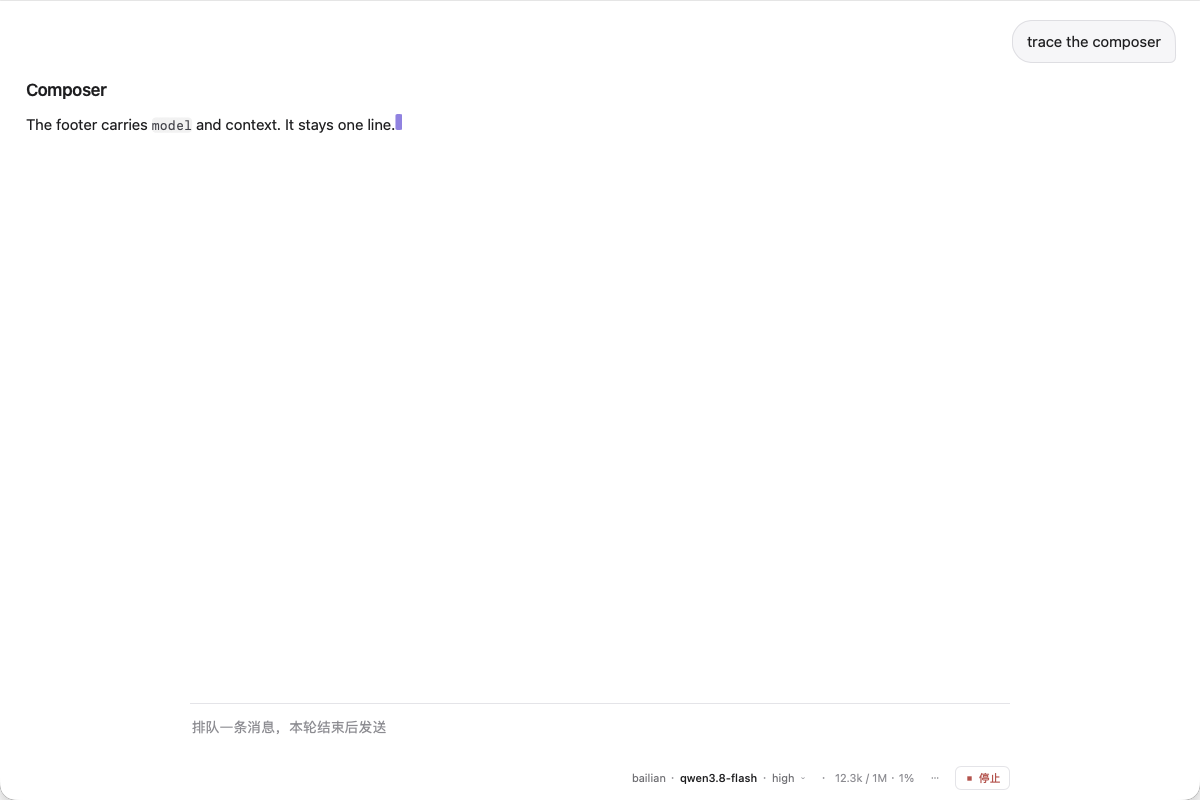 trace the composer
Composer
The footer carries model and context. It stays one line.
排队一条消息，本轮结束后发送
bailian · qwen3.8-flash · high · 12.3k / 1M · 1% ··· 停止